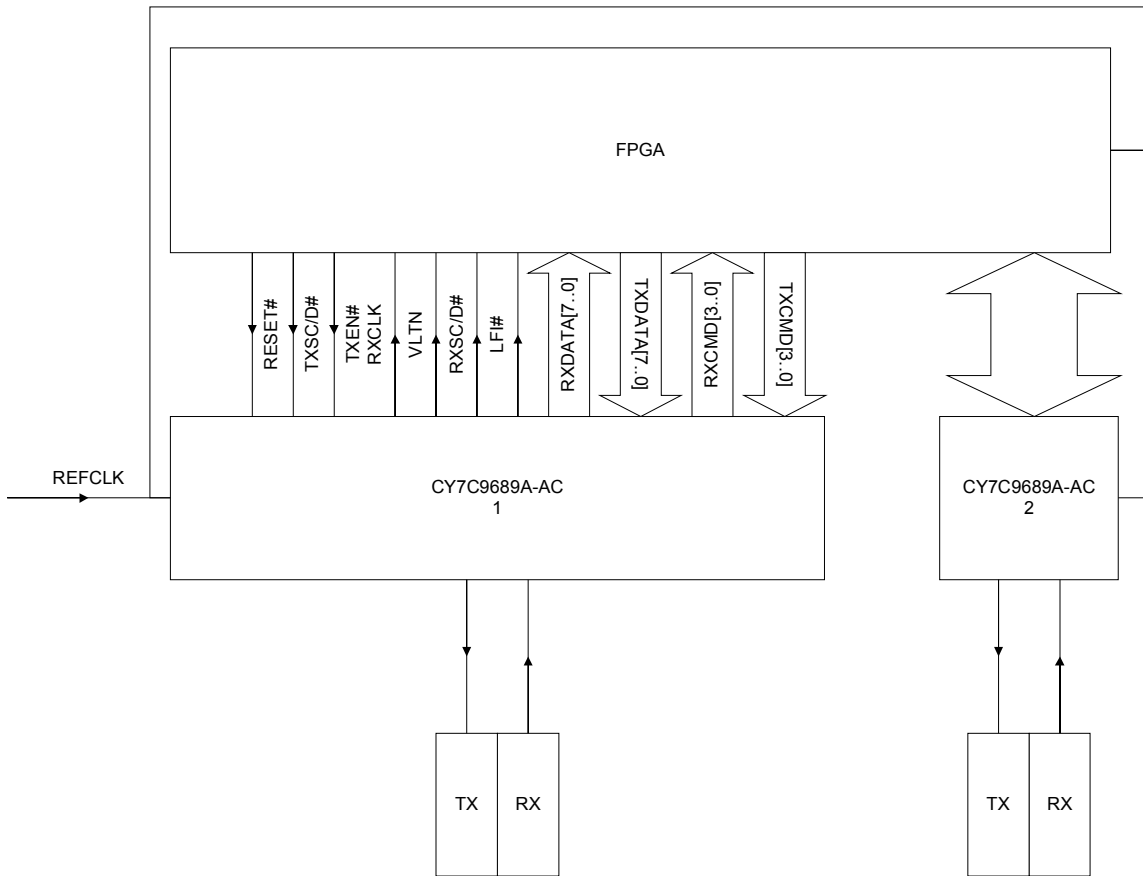 FPGA
RESET#
TXSC/D#
TXEN#
RXCLK
VLTN
RXSC/D#
LFI#
RXDATA[7..0]
TXDATA[7..0]
RXCMD[3..0]
TXCMD[3..0]
REFCLK
CY7C9689A-AC
1
CY7C9689A-AC
2
TX
RX
TX
RX